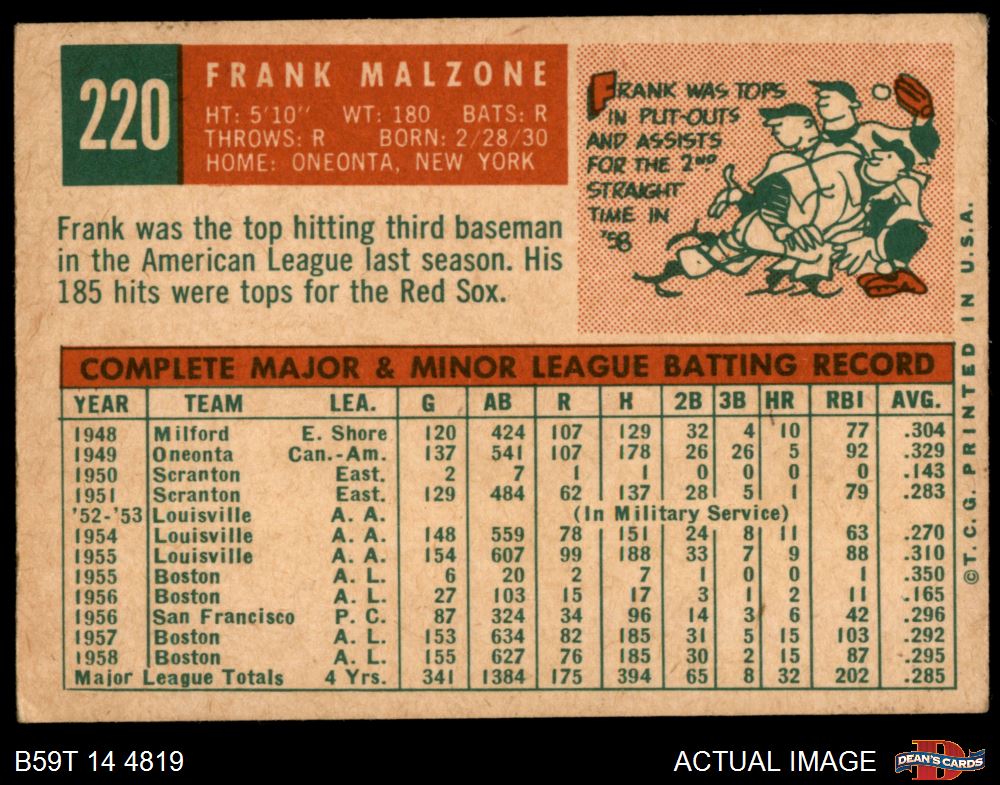 220
FRANK MALZONE
HT: 5'10" WT: 180 BATS: R
THROWS: R BORN: 2/28/30
HOME: ONEONTA, NEW YORK
FRANK WAS TOPS
IN PUT-OUTS
AND ASSISTS
FOR THE 2ND
STRAIGHT
TIME IN
'58
Frank was the top hitting third baseman
in the American League last season. His
185 hits were tops for the Red Sox.
COMPLETE MAJOR & MINOR LEAGUE BATTING RECORD
YEAR TEAM LEA. G AB R H 2B 3B HR RBI AVG.
1948 Milford E. Shore 120 424 107 129 32 4 10 77 .304
1949 Oneonta Can.-Am. 137 541 107 178 26 26 5 92 .329
1950 Scranton East. 2 7 1 1 0 0 0 0 .143
1951 Scranton East. 129 484 62 137 28 5 1 79 .283
'52-'53 Louisville A. A. (In Military Service)
1954 Louisville A. A. 148 559 78 151 24 8 11 63 .270
1955 Louisville A. A. 154 607 99 188 33 7 9 88 .310
1955 Boston A. L. 6 20 2 7 1 0 0 1 .350
1956 Boston A. L. 27 103 15 17 3 1 2 11 .165
1956 San Francisco P. C. 87 324 34 96 14 3 6 42 .296
1957 Boston A. L. 153 634 82 185 31 5 15 103 .292
1958 Boston A. L. 155 627 76 185 30 2 15 87 .295
Major League Totals 4 Yrs. 341 1384 175 394 65 8 32 202 .285
© T. C. G. PRINTED IN U.S.A.
B59T 14 4819
ACTUAL IMAGE
D
DEAN'S CARDS